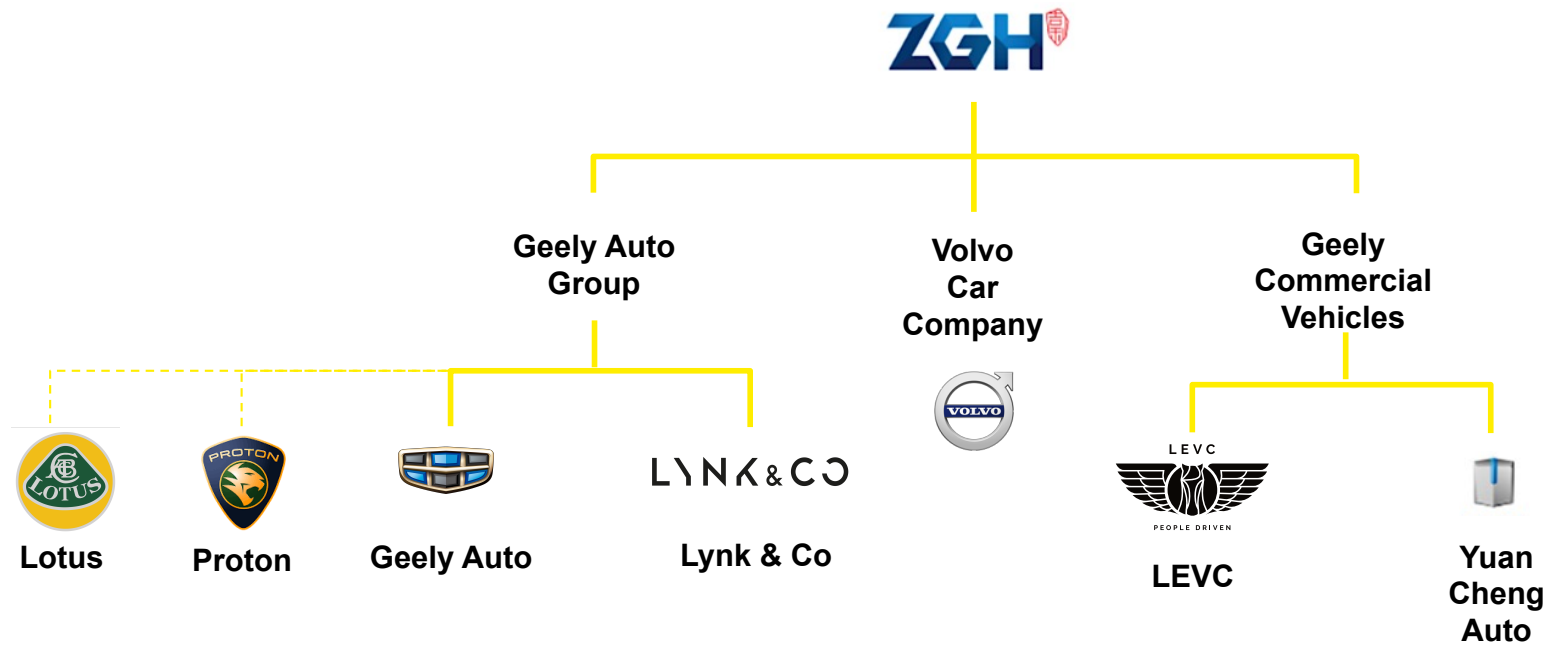 ZGH
Geely Auto
Group
Volvo
Car
Company
Geely
Commercial
Vehicles
VOLVO
LOTUS
PROTON
LYNK & CO
LEVC
PEOPLE DRIVEN
Lotus
Proton
Geely Auto
Lynk & Co
LEVC
Yuan
Cheng
Auto